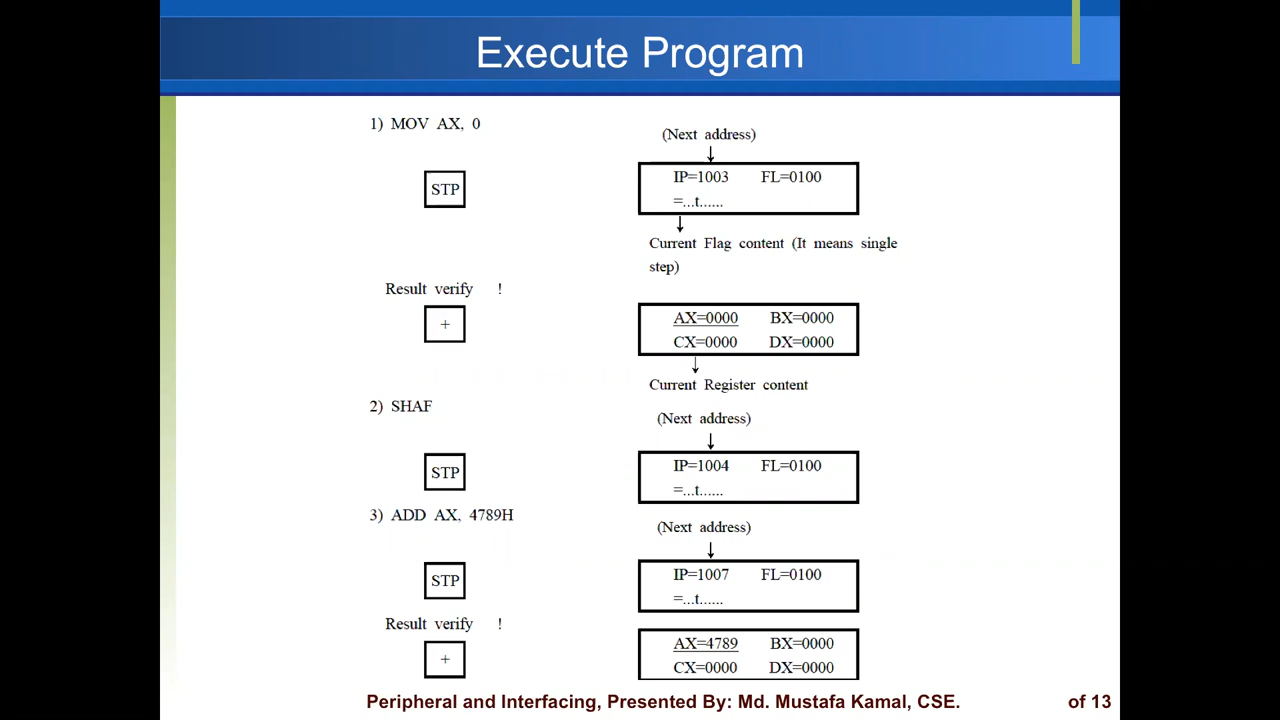 Execute Program
1) MOV AX, 0
(Next address)
STP
IP=1003 FL=0100
=...t......
Current Flag content (It means single
step)
Result verify !
+
AX=0000 BX=0000
CX=0000 DX=0000
Current Register content
2) SHAF
(Next address)
STP
IP=1004 FL=0100
=...t......
3) ADD AX, 4789H
(Next address)
STP
IP=1007 FL=0100
=...t......
Result verify !
+
AX=4789 BX=0000
CX=0000 DX=0000
Peripheral and Interfacing, Presented By: Md. Mustafa Kamal, CSE. of 13